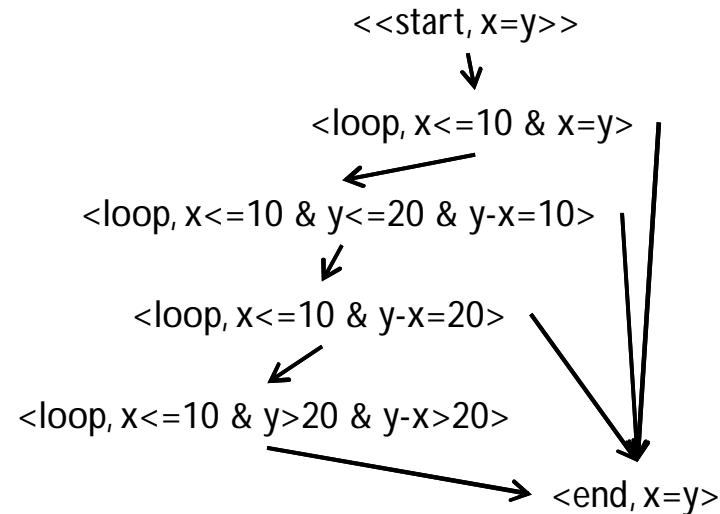 <<start, x=y>>
<loop, x<=10 & x=y>
<loop, x<=10 & y<=20 & y-x=10>
<loop, x<=10 & y-x=20>
<loop, x<=10 & y>20 & y-x>20>
<end, x=y>